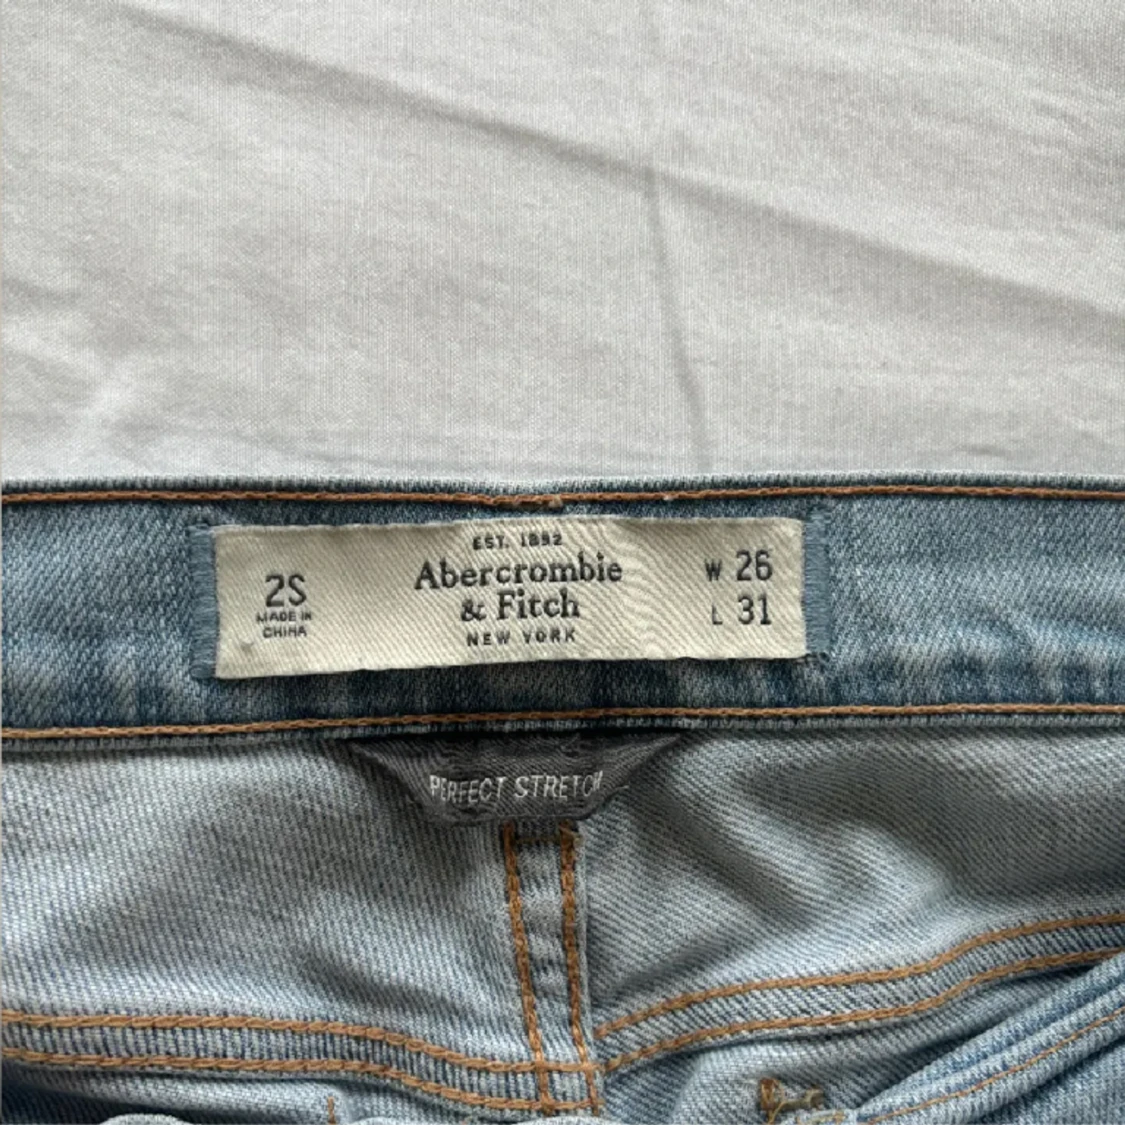 EST. 1892
2S
MADE IN
CHINA
Abercrombie
& Fitch
NEW YORK
W 26
L 31
PERFECT STRETCH